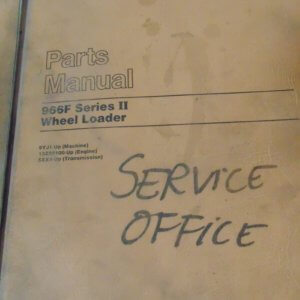 Parts
Manual
966F Series II
Wheel Loader
(Machine)
(Engine)
(Transmission)
SERVICE
OFFICE